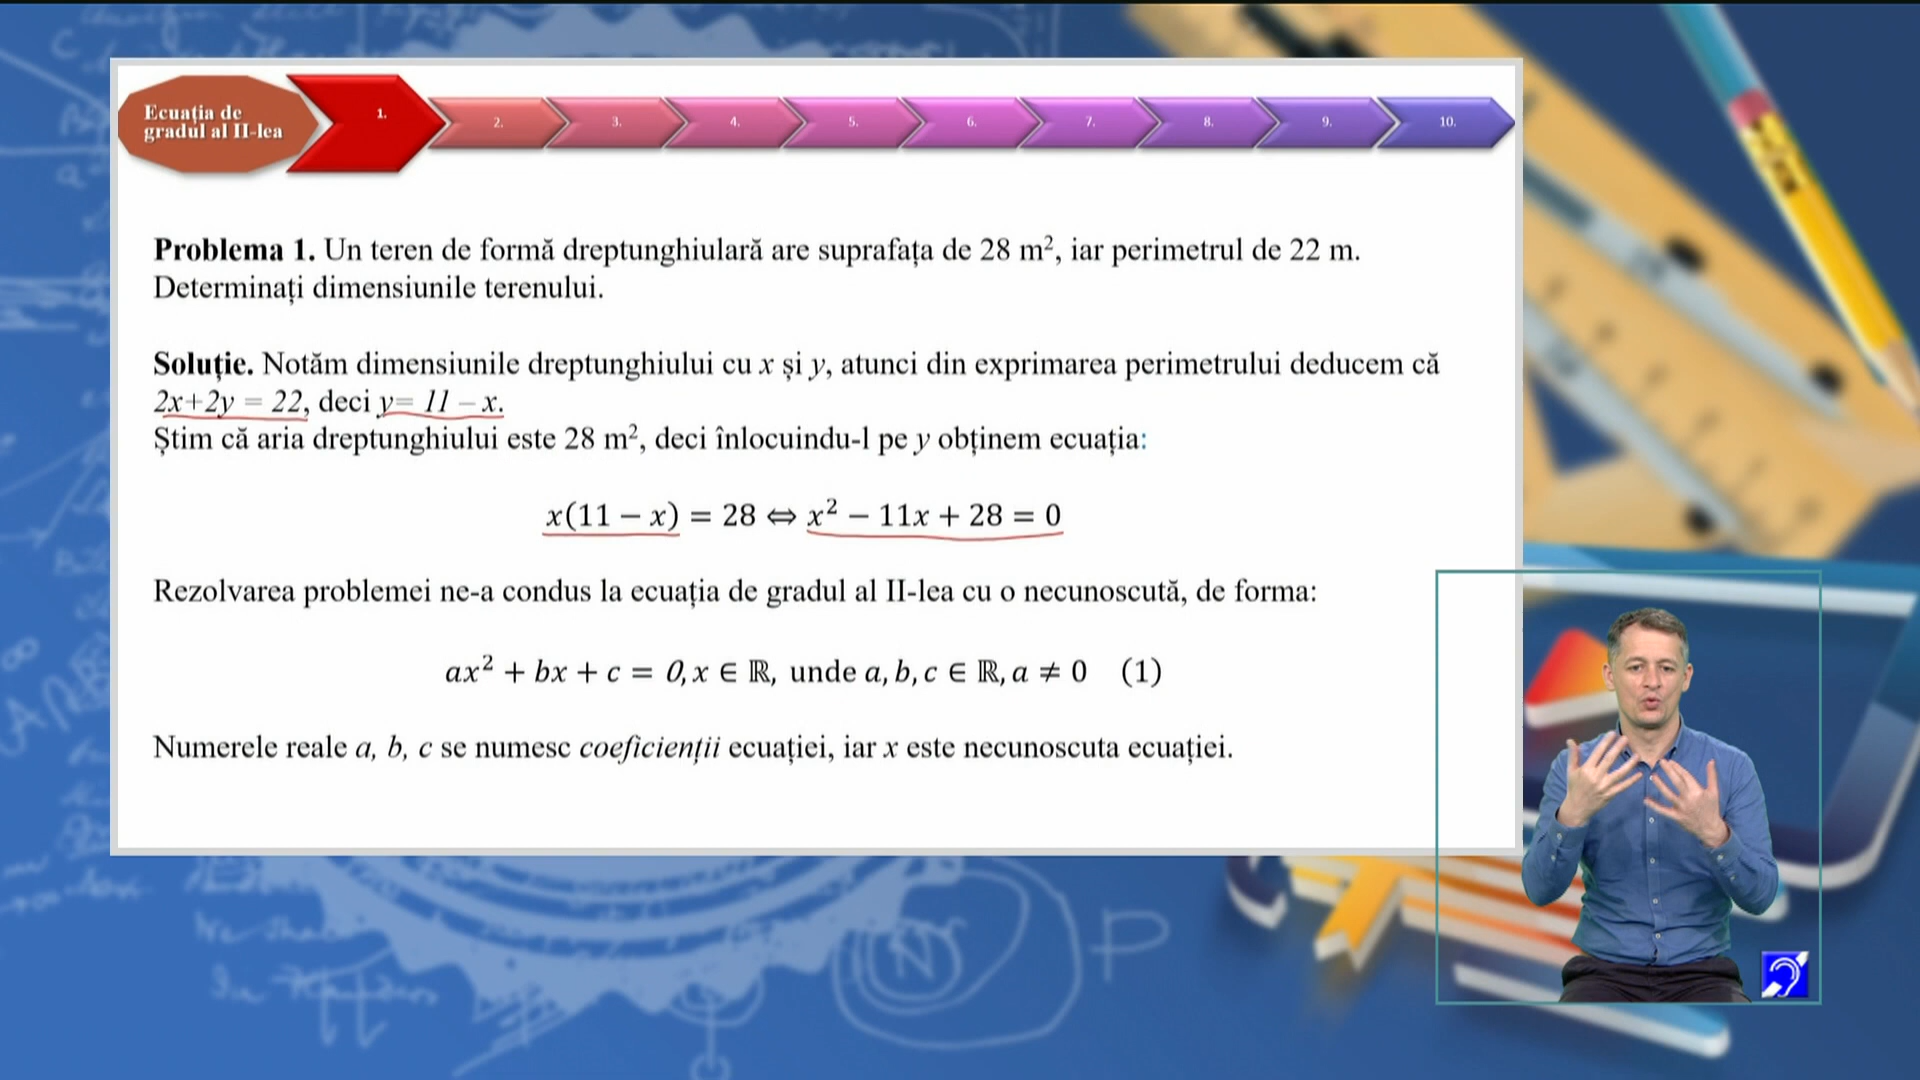 Ecuația de
gradul al II-lea
1.
2.
3.
4.
5.
6.
7.
8.
9.
10.
Problema 1. Un teren de formă dreptunghiulară are suprafața de 28 m², iar perimetrul de 22 m.
Determinați dimensiunile terenului.
Soluție. Notăm dimensiunile dreptunghiului cu x și y, atunci din exprimarea perimetrului deducem că
2x+2y = 22, deci y= 11 – x.
Știm că aria dreptunghiului este 28 m², deci înlocuindu-l pe y obținem ecuația:
x(11 − x) = 28 ⇔ x² − 11x + 28 = 0
Rezolvarea problemei ne-a condus la ecuația de gradul al II-lea cu o necunoscută, de forma:
ax² + bx + c = 0, x ∈ ℝ, unde a, b, c ∈ ℝ, a ≠ 0 (1)
Numerele reale a, b, c se numesc coeficienții ecuației, iar x este necunoscuta ecuației.
N
P